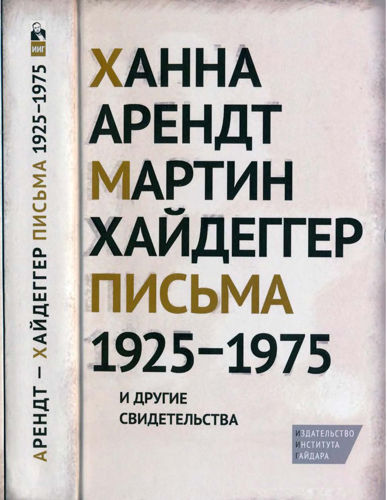 ИИГ
АРЕНДТ – ХАЙДЕГГЕР ПИСЬМА 1925–1975
ХАННА
АРЕНДТ
МАРТИН
ХАЙДЕГГЕР
ПИСЬМА
1925–1975
И ДРУГИЕ
СВИДЕТЕЛЬСТВА
ИЗДАТЕЛЬСТВО
ИНСТИТУТА
ГАЙДАРА